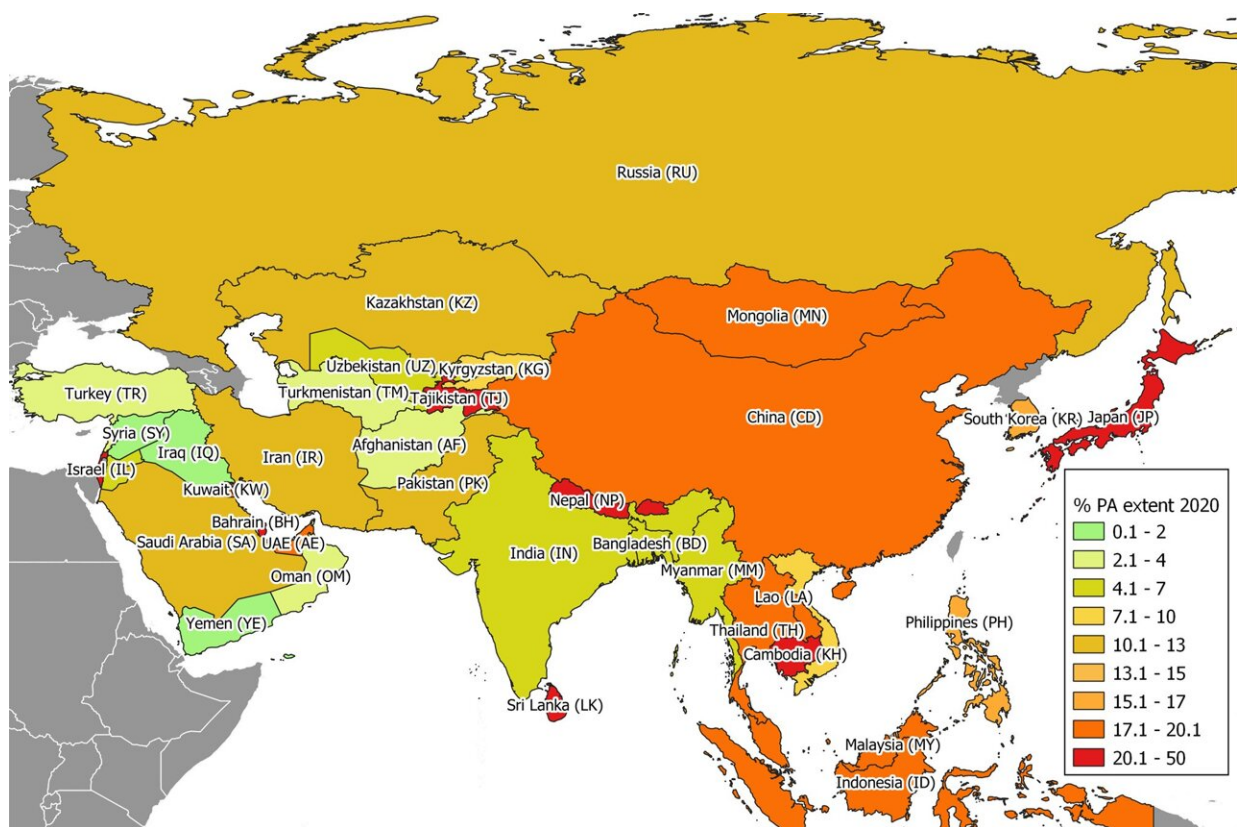 Russia (RU)
Kazakhstan (KZ)
Mongolia (MN)
Uzbekistan (UZ)
Kyrgyzstan (KG)
Turkey (TR)
Turkmenistan (TM)
Tajikistan (TJ)
China (CD)
South Korea (KR)
Japan (JP)
Syria (SY)
Afghanistan (AF)
Iraq (IQ)
Iran (IR)
Israel (IL)
Pakistan (PK)
Kuwait (KW)
Nepal (NP)
Bahrain (BH)
Saudi Arabia (SA)
UAE (AE)
Bangladesh (BD)
India (IN)
Myanmar (MM)
Oman (OM)
Lao (LA)
Yemen (YE)
Thailand (TH)
Philippines (PH)
Cambodia (KH)
Sri Lanka (LK)
Malaysia (MY)
Indonesia (ID)
% PA extent 2020
0.1 - 2
2.1 - 4
4.1 - 7
7.1 - 10
10.1 - 13
13.1 - 15
15.1 - 17
17.1 - 20.1
20.1 - 50